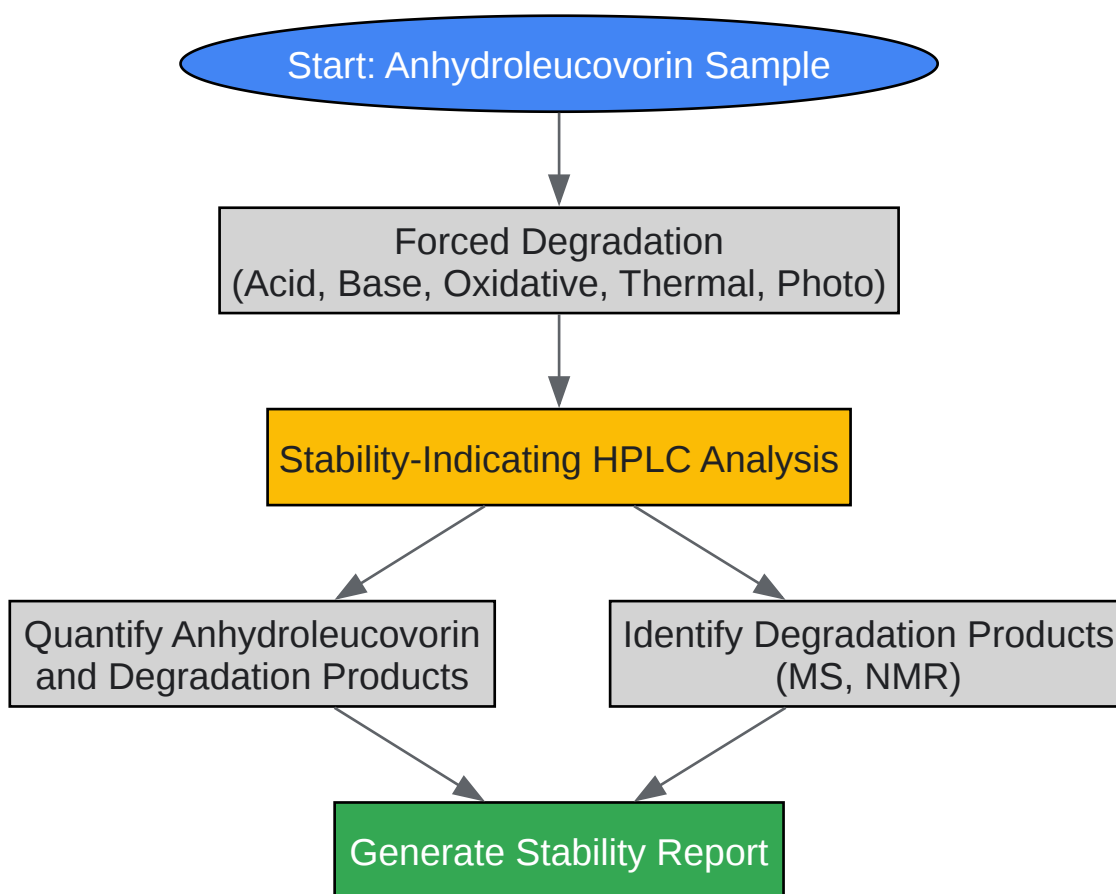 Start: Anhydroleucovorin Sample
Forced Degradation
(Acid, Base, Oxidative, Thermal, Photo)
Stability-Indicating HPLC Analysis
Quantify Anhydroleucovorin
and Degradation Products
Identify Degradation Products
(MS, NMR)
Generate Stability Report